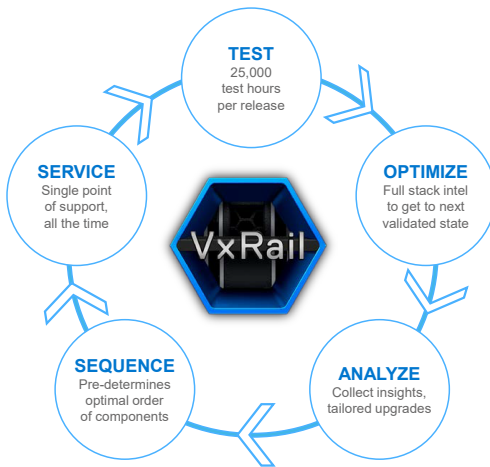 TEST
25,000
test hours
per release
OPTIMIZE
Full stack intel
to get to next
validated state
ANALYZE
Collect insights,
tailored upgrades
SEQUENCE
Pre-determines
optimal order
of components
SERVICE
Single point
of support,
all the time
VxRail